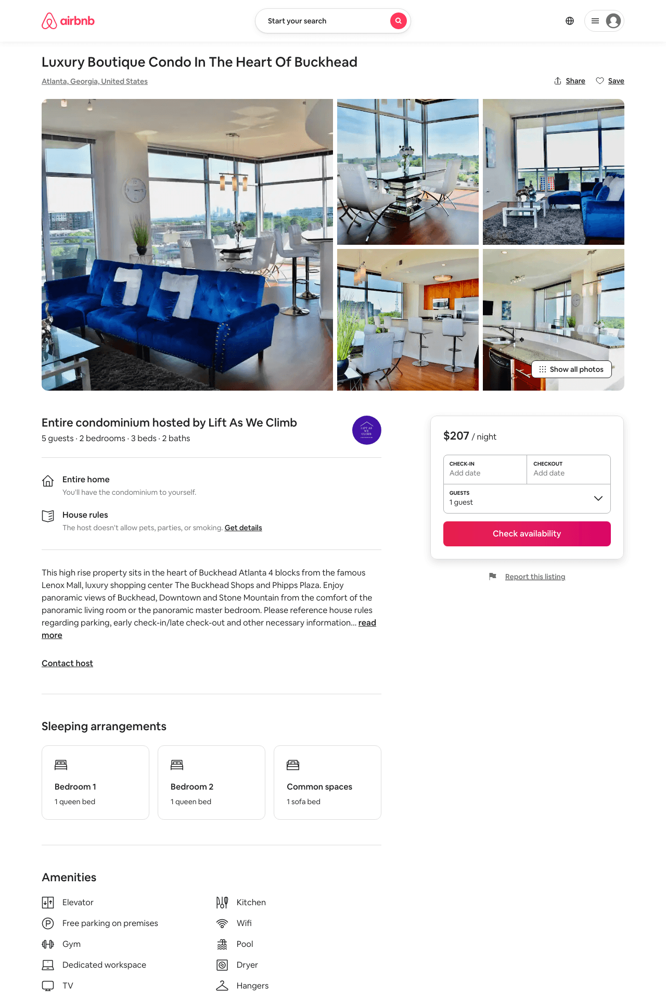 airbnb
Start your search
Luxury Boutique Condo In The Heart Of Buckhead
Atlanta, Georgia, United States
Share
Save
Show all photos
Entire condominium hosted by Lift As We Climb
5 guests · 2 bedrooms · 3 beds · 2 baths
LIFT AS
WE
CLIMB
Entire home
You’ll have the condominium to yourself.
House rules
The host doesn’t allow pets, parties, or smoking. Get details
This high rise property sits in the heart of Buckhead Atlanta 4 blocks from the famous
Lenox Mall, luxury shopping center The Buckhead Shops and Phipps Plaza. Enjoy
panoramic views of Buckhead, Downtown and Stone Mountain from the comfort of the
panoramic living room or the panoramic master bedroom. Please reference house rules
regarding parking, early check-in/late check-out and other necessary information... read
more
Contact host
$207 / night
CHECK-IN
Add date
CHECKOUT
Add date
GUESTS
1 guest
Check availability
Report this listing
Sleeping arrangements
Bedroom 1
1 queen bed
Bedroom 2
1 queen bed
Common spaces
1 sofa bed
Amenities
Elevator
Kitchen
Free parking on premises
Wifi
Gym
Pool
Dedicated workspace
Dryer
TV
Hangers